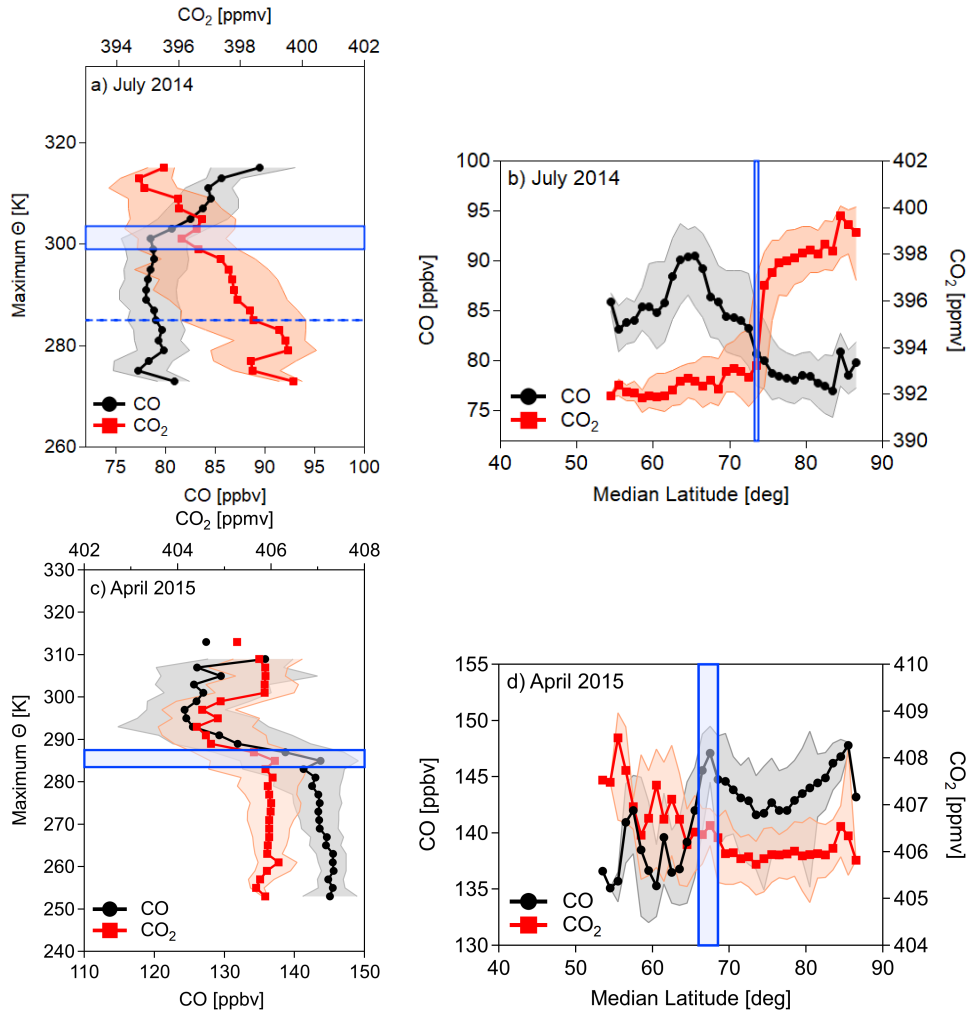 CO₂ [ppmv]
394 396 398 400 402
a) July 2014
Maximum Θ [K]
320
300
280
260
CO
CO₂
75 80 85 90 95 100
CO [ppbv]
b) July 2014
CO [ppbv]
100
95
90
85
80
75
CO₂ [ppmv]
402
400
398
396
394
392
390
CO
CO₂
40 50 60 70 80 90
Median Latitude [deg]
CO₂ [ppmv]
402 404 406 408
c) April 2015
Maximum Θ [K]
330
320
310
300
290
280
270
260
250
240
CO
CO₂
110 120 130 140 150
CO [ppbv]
d) April 2015
CO [ppbv]
155
150
145
140
135
130
CO₂ [ppmv]
410
409
408
407
406
405
404
CO
CO₂
40 50 60 70 80 90
Median Latitude [deg]